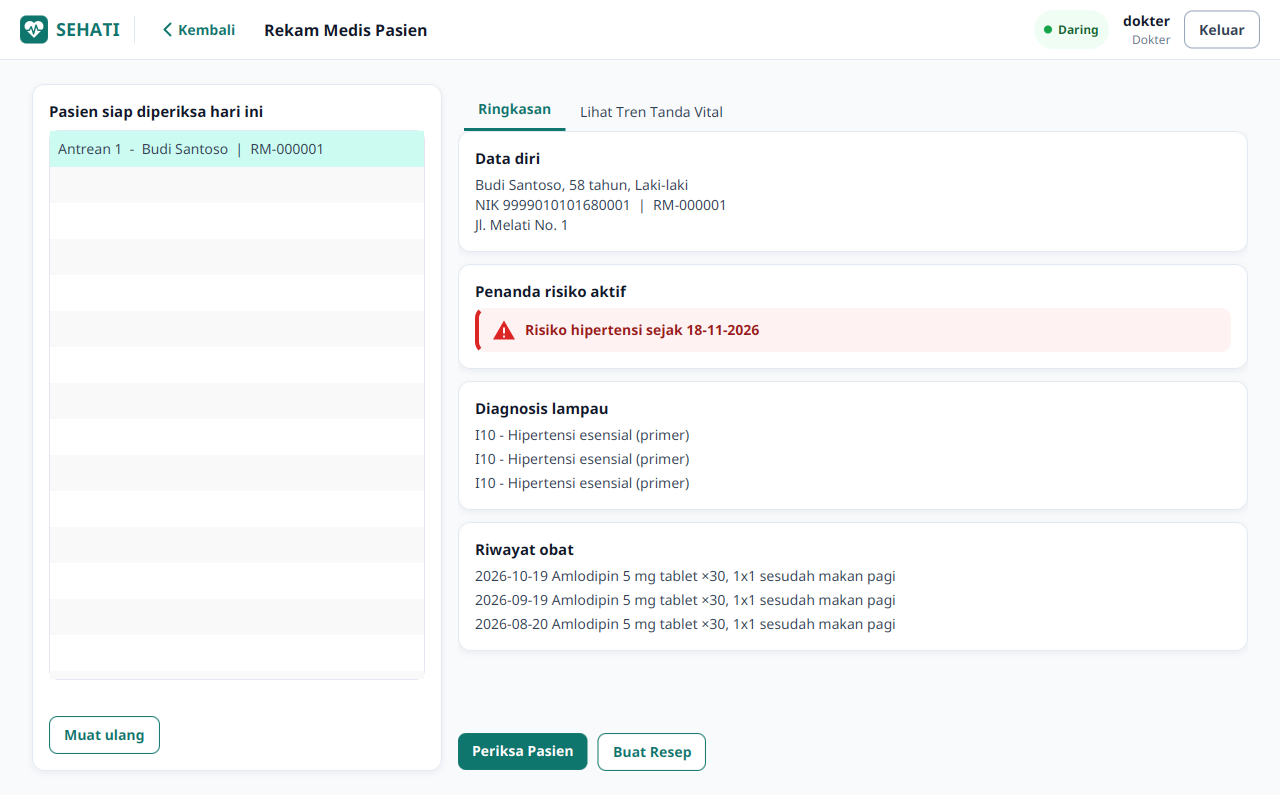 SEHATI
Kembali
Rekam Medis Pasien
Daring
dokter
Dokter
Keluar
Pasien siap diperiksa hari ini
Antrean 1 - Budi Santoso | RM-000001
Muat ulang
Ringkasan
Lihat Tren Tanda Vital
Data diri
Budi Santoso, 58 tahun, Laki-laki
NIK 9999010101680001 | RM-000001
Jl. Melati No. 1
Penanda risiko aktif
Risiko hipertensi sejak 18-11-2026
Diagnosis lampau
I10 - Hipertensi esensial (primer)
I10 - Hipertensi esensial (primer)
I10 - Hipertensi esensial (primer)
Riwayat obat
2026-10-19 Amlodipin 5 mg tablet ×30, 1x1 sesudah makan pagi
2026-09-19 Amlodipin 5 mg tablet ×30, 1x1 sesudah makan pagi
2026-08-20 Amlodipin 5 mg tablet ×30, 1x1 sesudah makan pagi
Periksa Pasien
Buat Resep